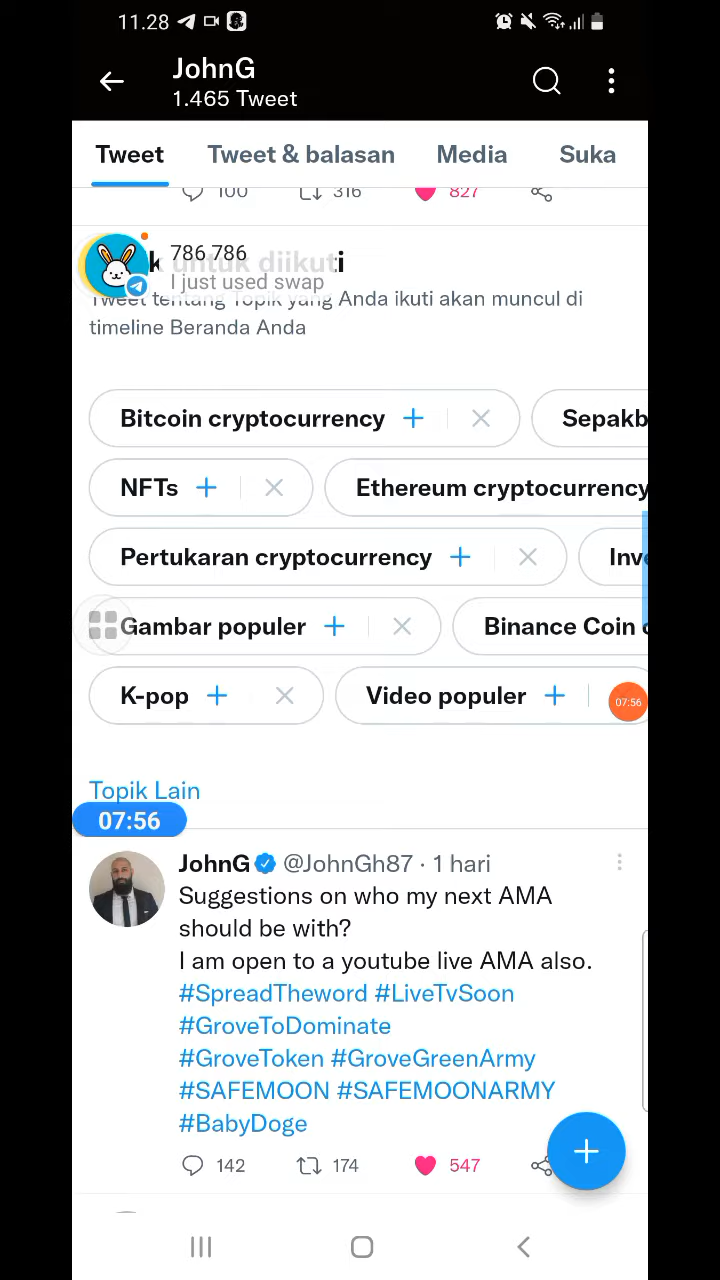 11.28
JohnG
1.465 Tweet
Tweet Tweet & balasan Media Suka
100 316 827
786 786
k untuk diikuti
I just used swap
Tweet tentang Topik yang Anda ikuti akan muncul di
timeline Beranda Anda
Bitcoin cryptocurrency Sepakb
NFTs Ethereum cryptocurrency
Pertukaran cryptocurrency Inve
Gambar populer Binance Coin c
K-pop Video populer
07:56
Topik Lain
07:56
JohnG @JohnGh87 · 1 hari
Suggestions on who my next AMA
should be with?
I am open to a youtube live AMA also.
#SpreadTheword #LiveTvSoon
#GroveToDominate
#GroveToken #GroveGreenArmy
#SAFEMOON #SAFEMOONARMY
#BabyDoge
142 174 547